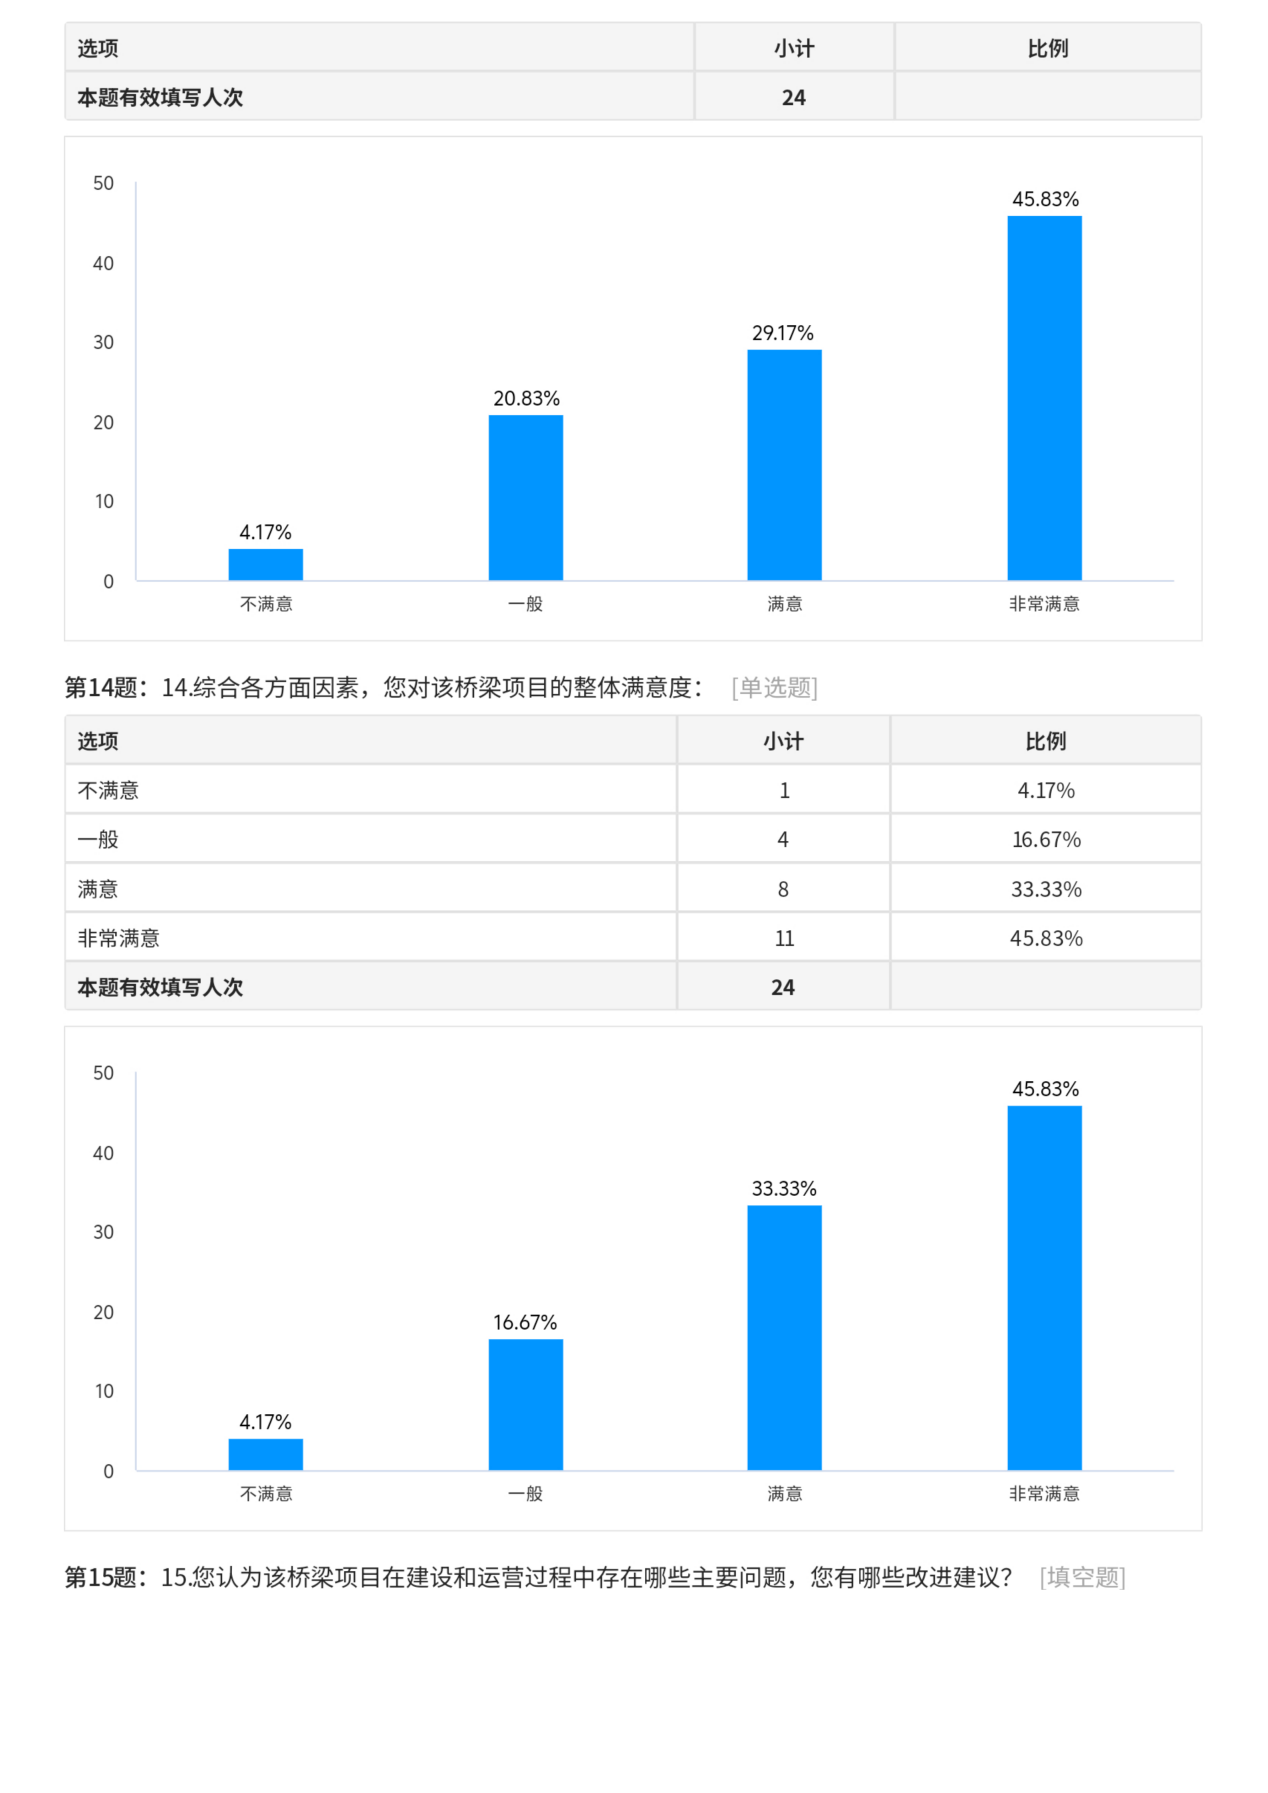 选项 小计 比例
本题有效填写人次 24
50
45.83%
40
30
29.17%
20
20.83%
10
4.17%
0
不满意 一般 满意 非常满意
第14题：14.综合各方面因素，您对该桥梁项目的整体满意度： [单选题]
选项 小计 比例
不满意 1 4.17%
一般 4 16.67%
满意 8 33.33%
非常满意 11 45.83%
本题有效填写人次 24
50
45.83%
40
33.33%
30
20
16.67%
10
4.17%
0
不满意 一般 满意 非常满意
第15题：15.您认为该桥梁项目在建设和运营过程中存在哪些主要问题，您有哪些改进建议？ [填空题]